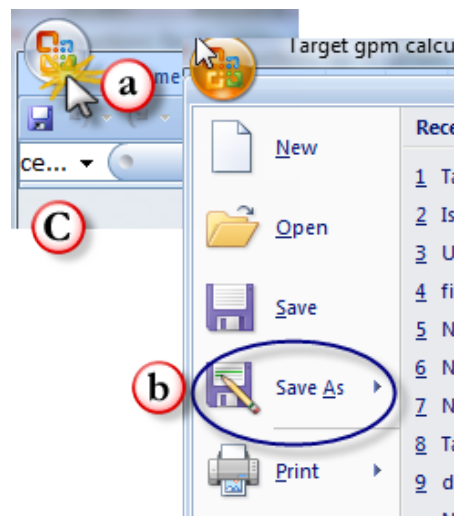 Target gpm calcu
a
me
ce...
C
New
Open
Save
b
Save As
Print
Rece
1 Ta
2 Is
3 U
4 fi
5 N
6 N
7 N
8 Ta
9 d